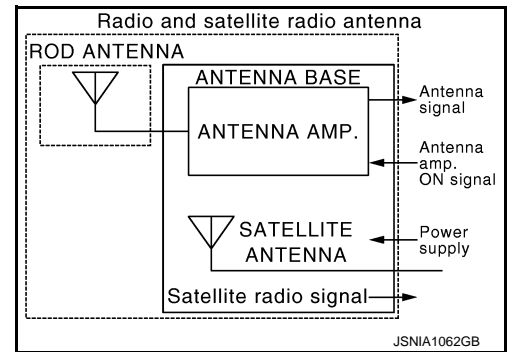 Radio and satellite radio antenna
ROD ANTENNA
ANTENNA BASE
ANTENNA AMP.
Antenna
signal
Antenna
amp.
ON signal
SATELLITE
ANTENNA
Power
supply
Satellite radio signal
JSNIA1062GB